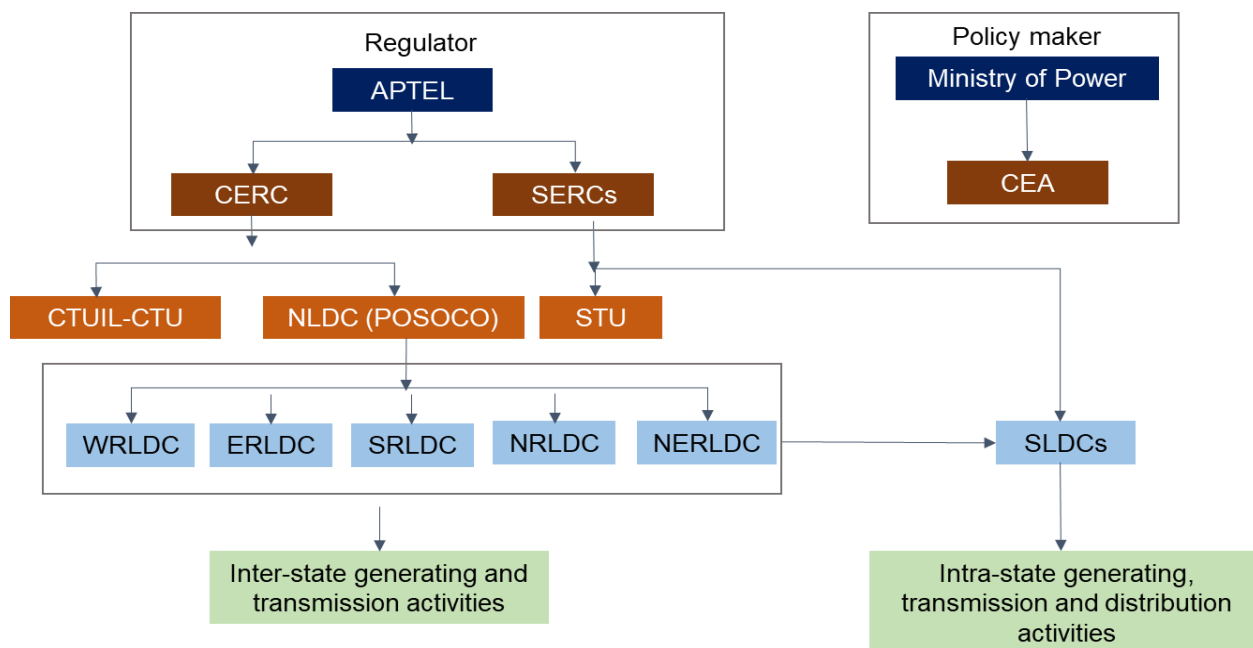 Regulator
Policy maker
APTEL
Ministry of Power
CERC
SERCs
CEA
CTUIL-CTU
NLDC (POSOCO)
STU
WRLDC
ERLDC
SRLDC
NRLDC
NERLDC
SLDCs
Inter-state generating and
transmission activities
Intra-state generating,
transmission and distribution
activities